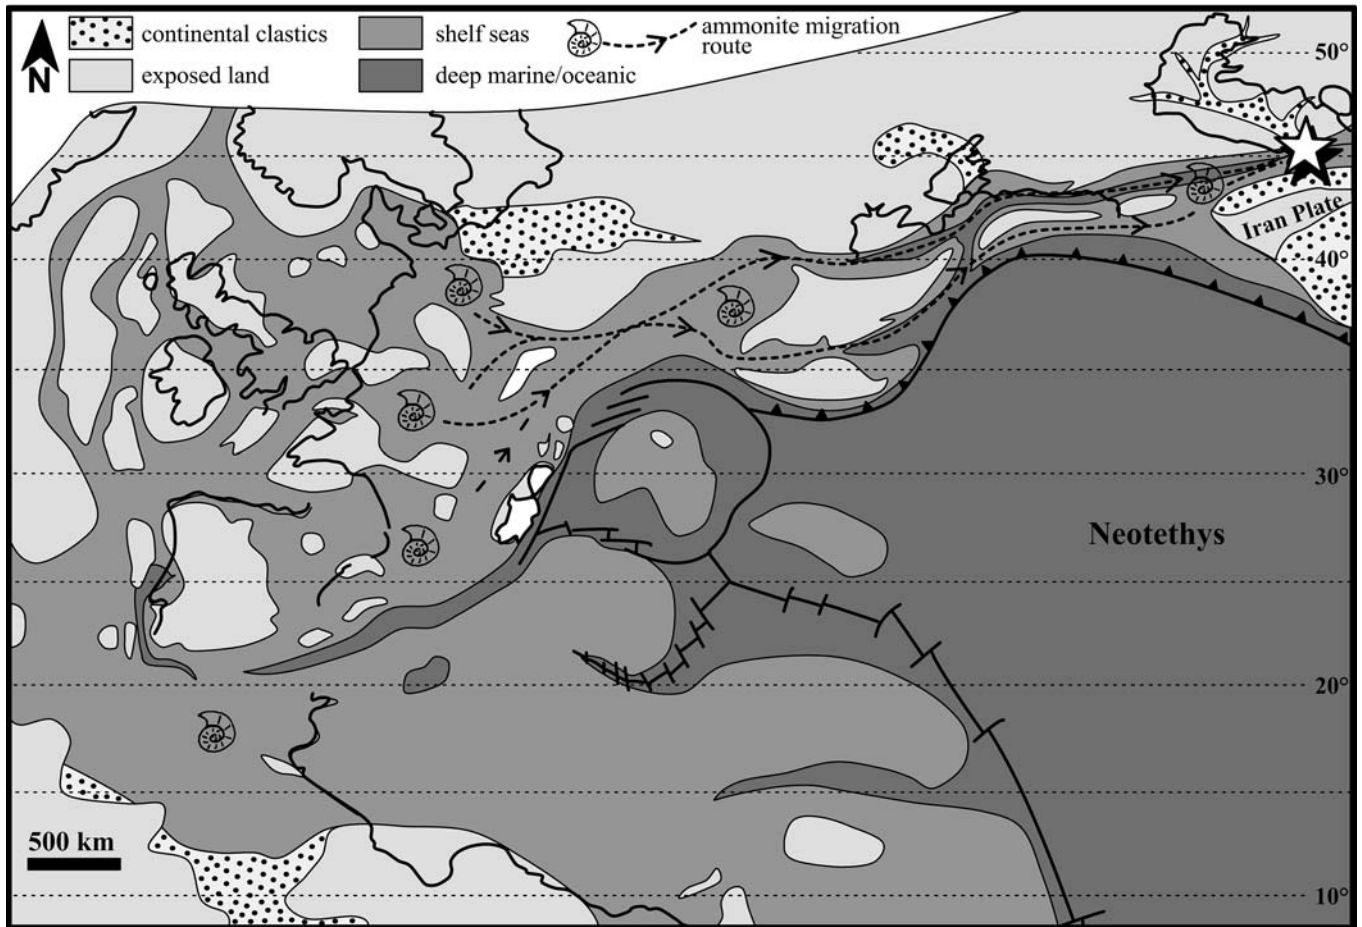 continental clastics
shelf seas
ammonite migration
route
N
exposed land
deep marine/oceanic
50°
Iran Plate
40°
30°
Neotethys
20°
500 km
10°